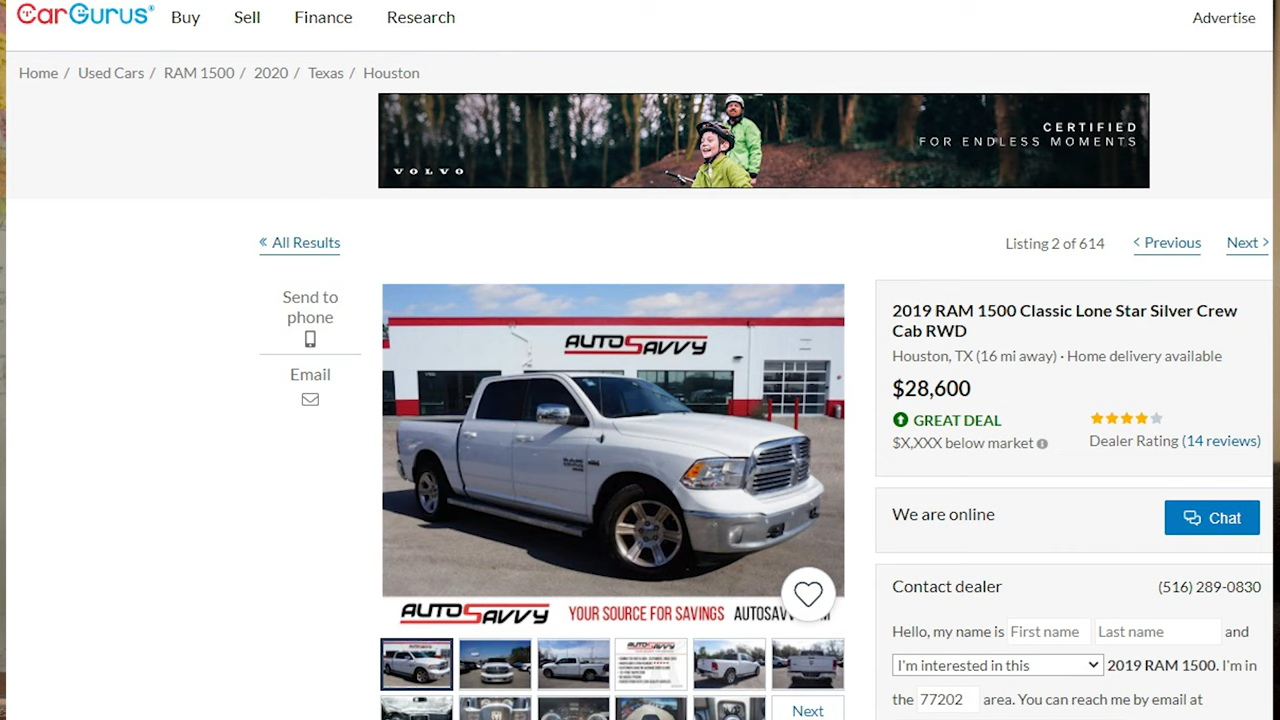 CarGurus®
Buy
Sell
Finance
Research
Advertise
Home / Used Cars / RAM 1500 / 2020 / Texas / Houston
CERTIFIED
FOR ENDLESS MOMENTS
VOLVO
« All Results
Listing 2 of 614
< Previous
Next >
Send to
phone
Email
AUTOSAVVY
RAM
AUTOSAVVY YOUR SOURCE FOR SAVINGS
2019 RAM 1500 Classic Lone Star Silver Crew
Cab RWD
Houston, TX (16 mi away) · Home delivery available
$28,600
GREAT DEAL
$X,XXX below market
Dealer Rating (14 reviews)
We are online
Chat
Contact dealer
(516) 289-0830
Hello, my name is First name Last name and
I'm interested in this 2019 RAM 1500. I'm in
the 77202 area. You can reach me by email at
AUTOSAVVY
Next